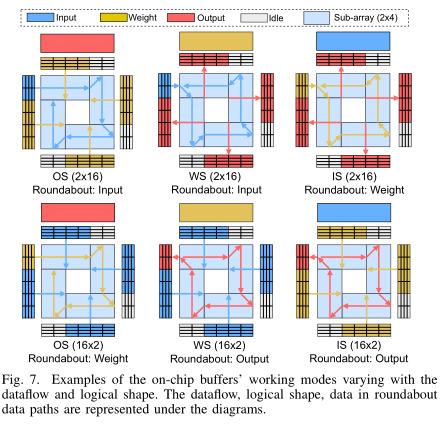 Input Weight Output Idle Sub-array (2x4)
OS (2x16) WS (2x16) IS (2x16)
Roundabout: Input Roundabout: Input Roundabout: Weight
OS (16x2) WS (16x2) IS (16x2)
Roundabout: Weight Roundabout: Output Roundabout: Output
Fig. 7. Examples of the on-chip buffers' working modes varying with the
dataflow and logical shape. The dataflow, logical shape, data in roundabout
data paths are represented under the diagrams.